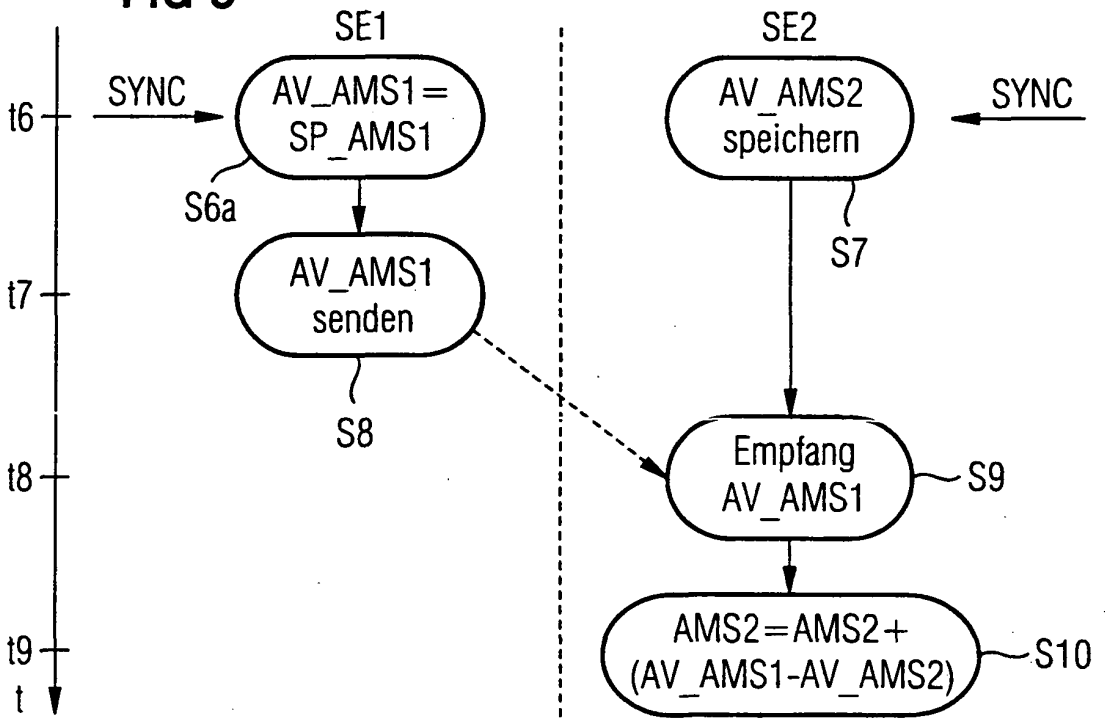 SE1
SE2
SYNC
AV_AMS1=
SP_AMS1
AV_AMS2
speichern
SYNC
t6
S6a
S7
AV_AMS1
senden
t7
S8
Empfang
AV_AMS1
S9
t8
AMS2=AMS2+
(AV_AMS1-AV_AMS2)
S10
t9
t